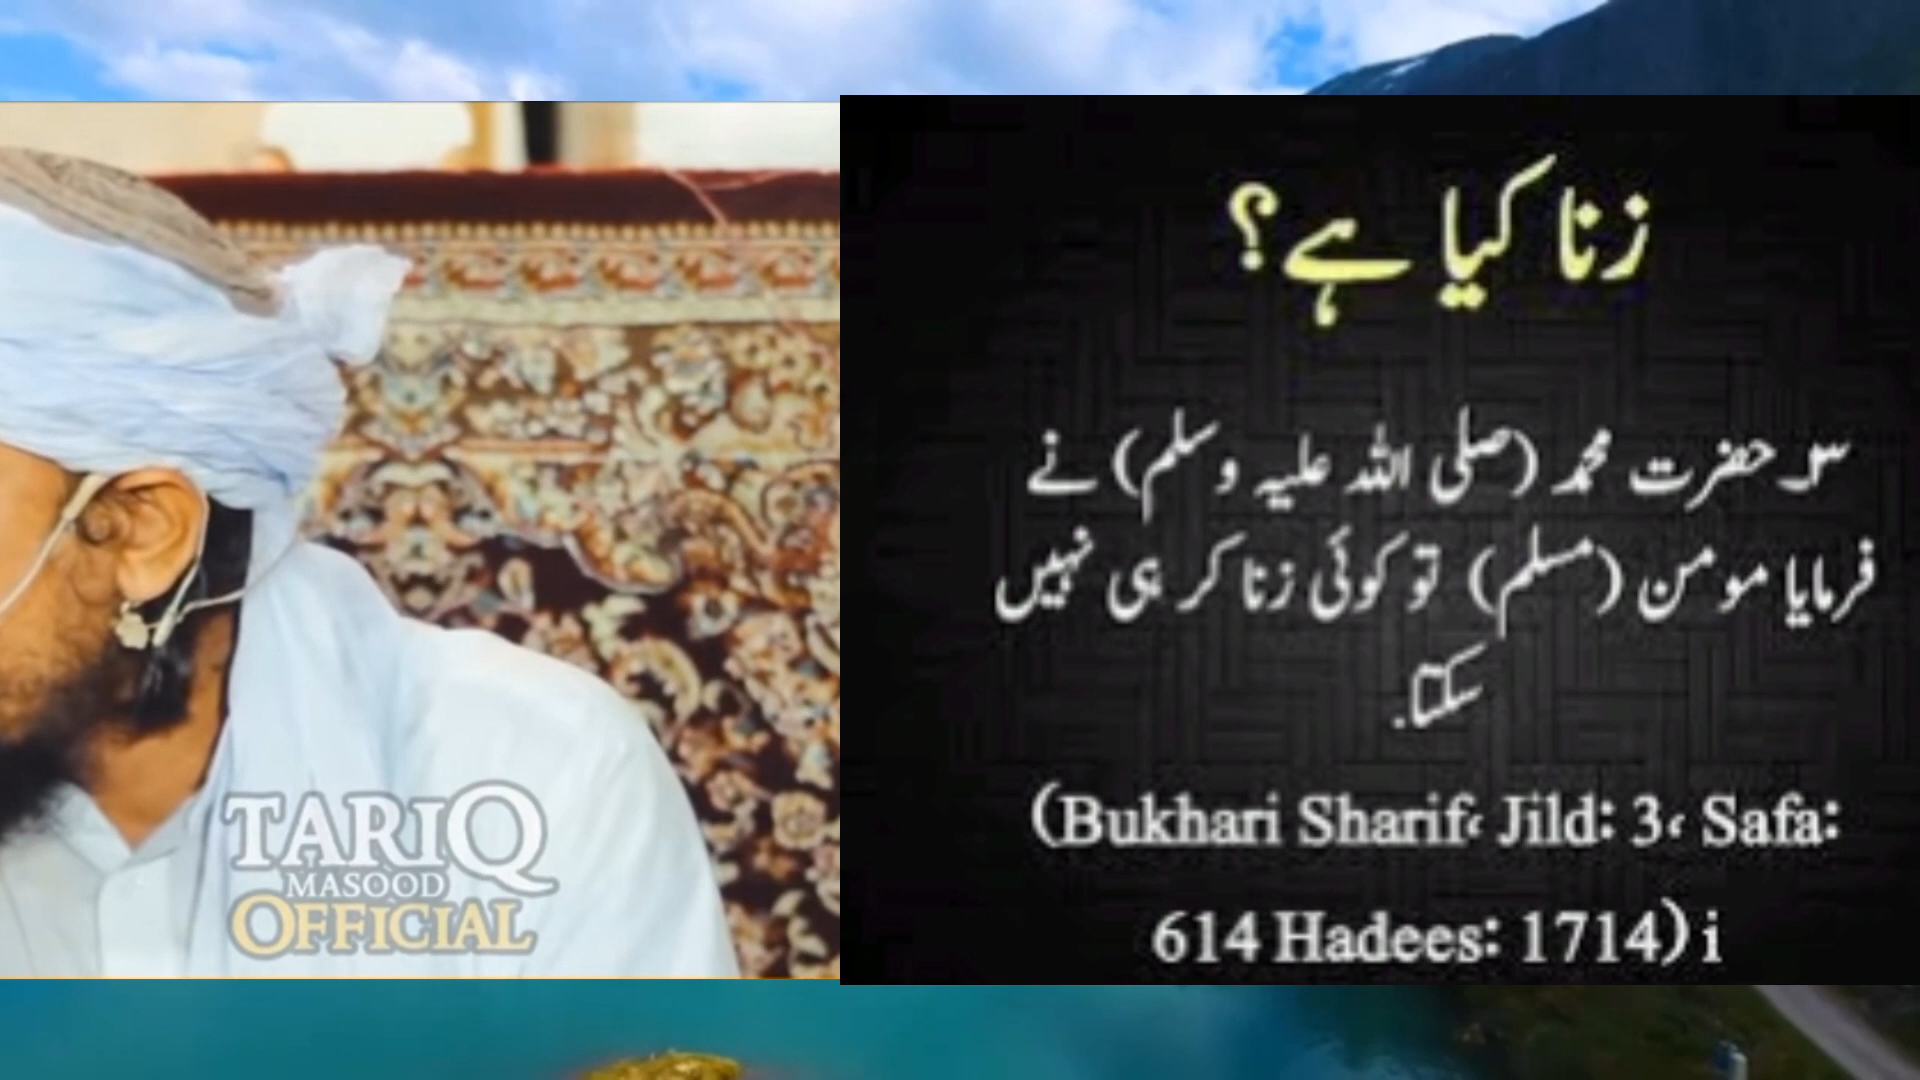 TARIQ
MASOOD
OFFICIAL
زنا کیا ہے؟
۳۔ حضرت محمد (صلی اللہ علیہ وسلم) نے
فرمایا مومن (مسلم) تو کوئی زنا کر ہی نہیں
سکتا.
(Bukhari Sharif، Jild: 3، Safa:
614 Hadees: 1714) i